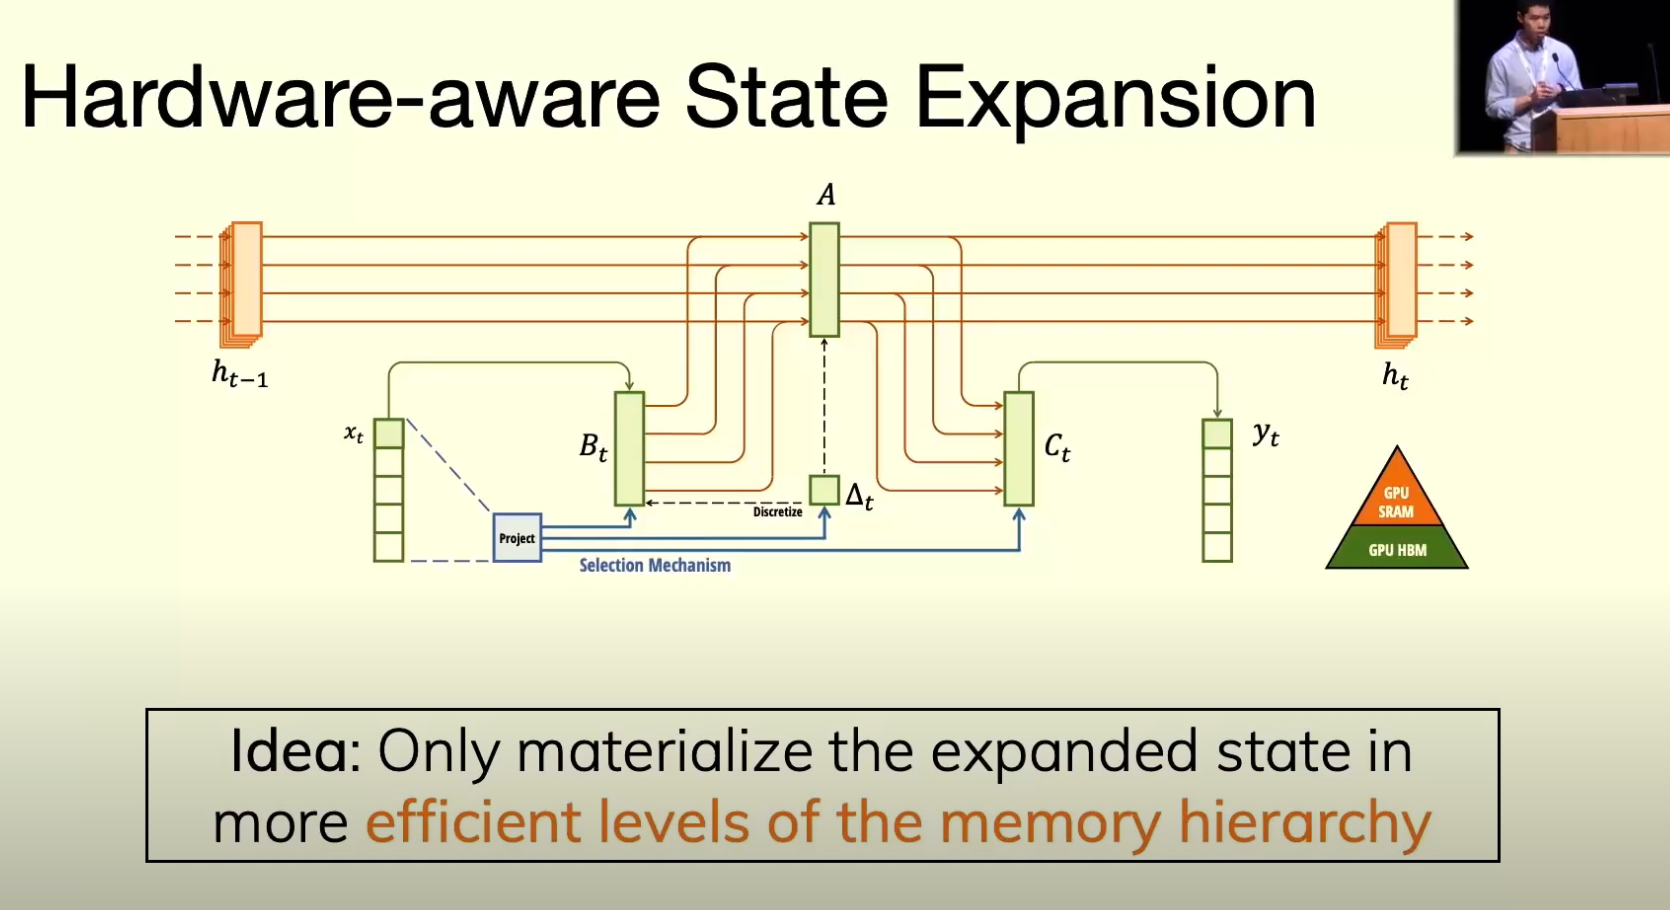 Hardware-aware State Expansion
A
h_{t-1}
h_t
x_t
B_t
C_t
y_t
Δ_t
Discretize
Project
Selection Mechanism
GPU
SRAM
GPU HBM
Idea: Only materialize the expanded state in
more efficient levels of the memory hierarchy